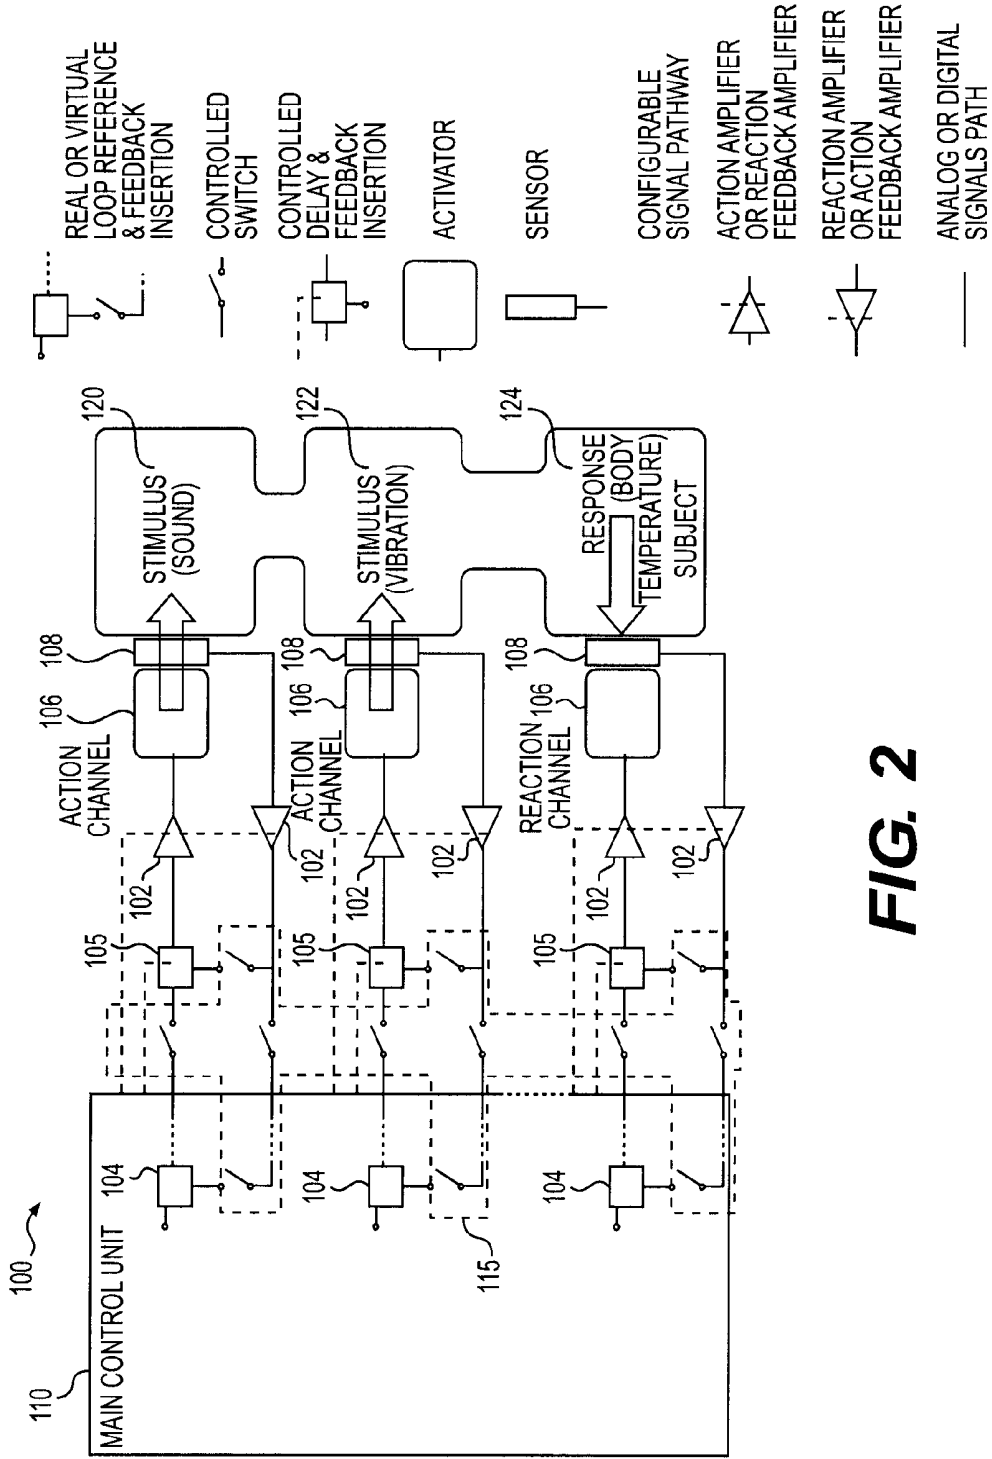 100
110
MAIN CONTROL UNIT
104
104
104
115
105
105
105
102
102
102
102
102
102
ACTION
CHANNEL
ACTION
CHANNEL
REACTION
CHANNEL
106
108
106
108
106
108
STIMULUS
(SOUND)
120
STIMULUS
(VIBRATION)
122
RESPONSE
(BODY
TEMPERATURE)
SUBJECT
124
REAL OR VIRTUAL
LOOP REFERENCE
& FEEDBACK
INSERTION
CONTROLLED
SWITCH
CONTROLLED
DELAY &
FEEDBACK
INSERTION
ACTIVATOR
SENSOR
CONFIGURABLE
SIGNAL PATHWAY
ACTION AMPLIFIER
OR REACTION
FEEDBACK AMPLIFIER
REACTION AMPLIFIER
OR ACTION
FEEDBACK AMPLIFIER
ANALOG OR DIGITAL
SIGNALS PATH
FIG. 2